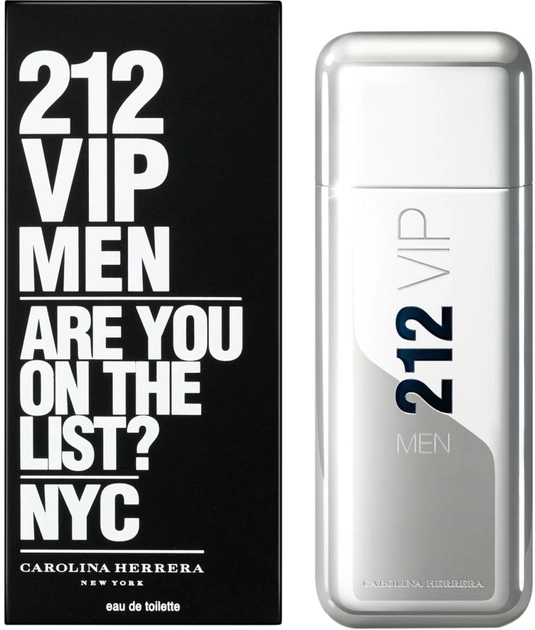 212
VIP
MEN
ARE YOU
ON THE
LIST?
NYC
CAROLINA HERRERA
NEW YORK
eau de toilette
212 VIP
MEN
CAROLINA HERRERA